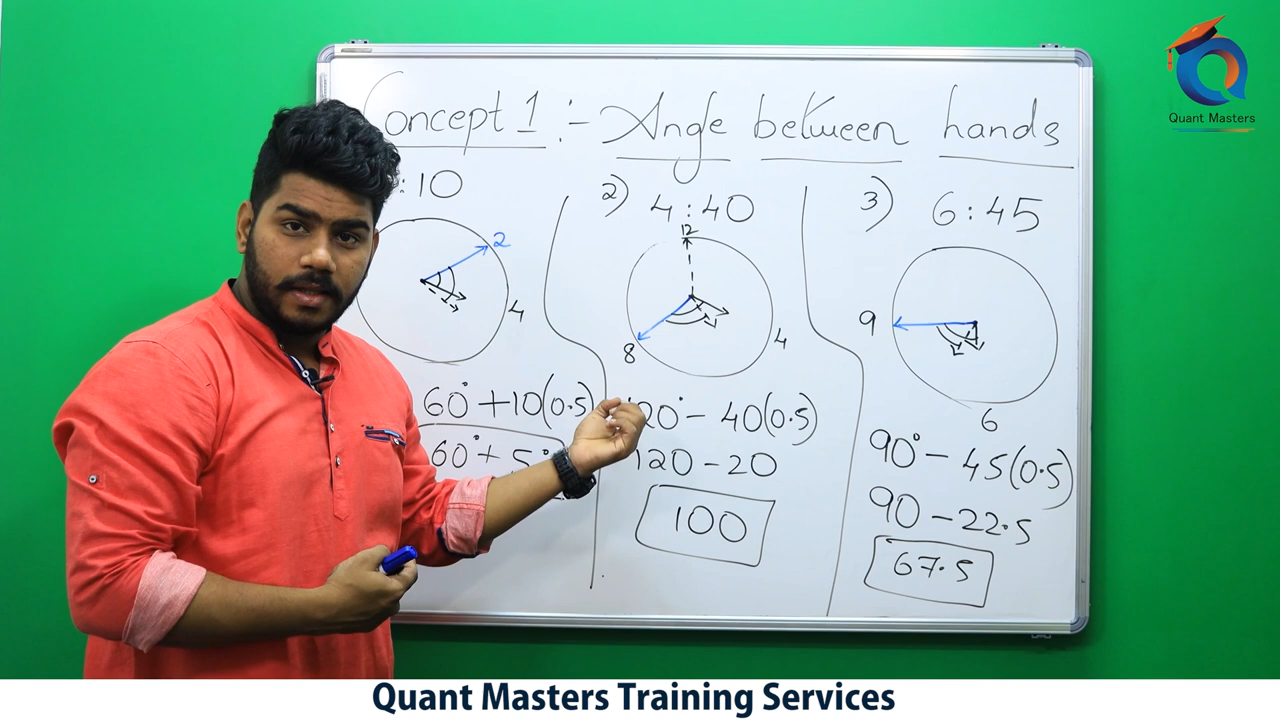 Concept 1 :- Angle between hands
:10
2
4
60° + 10(0.5)
60° + 5°
2) 4:40
12
8
4
120° - 40(0.5)
120 - 20
100
3) 6:45
9
6
90° - 45(0.5)
90 - 22.5
67.5
Quant Masters
Quant Masters Training Services